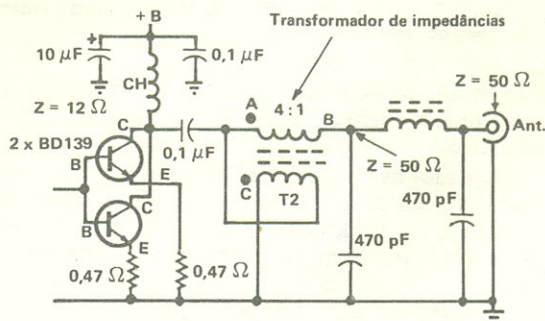 + B
Transformador de impedâncias
10 µF
+
0,1 µF
CH
Z = 12 Ω
Z = 50 Ω
A
4 : 1
B
C
2 x BD139
B
E
0,1 µF
Ant.
Z = 50 Ω
C
T2
C
B
E
470 pF
470 pF
0,47 Ω
0,47 Ω